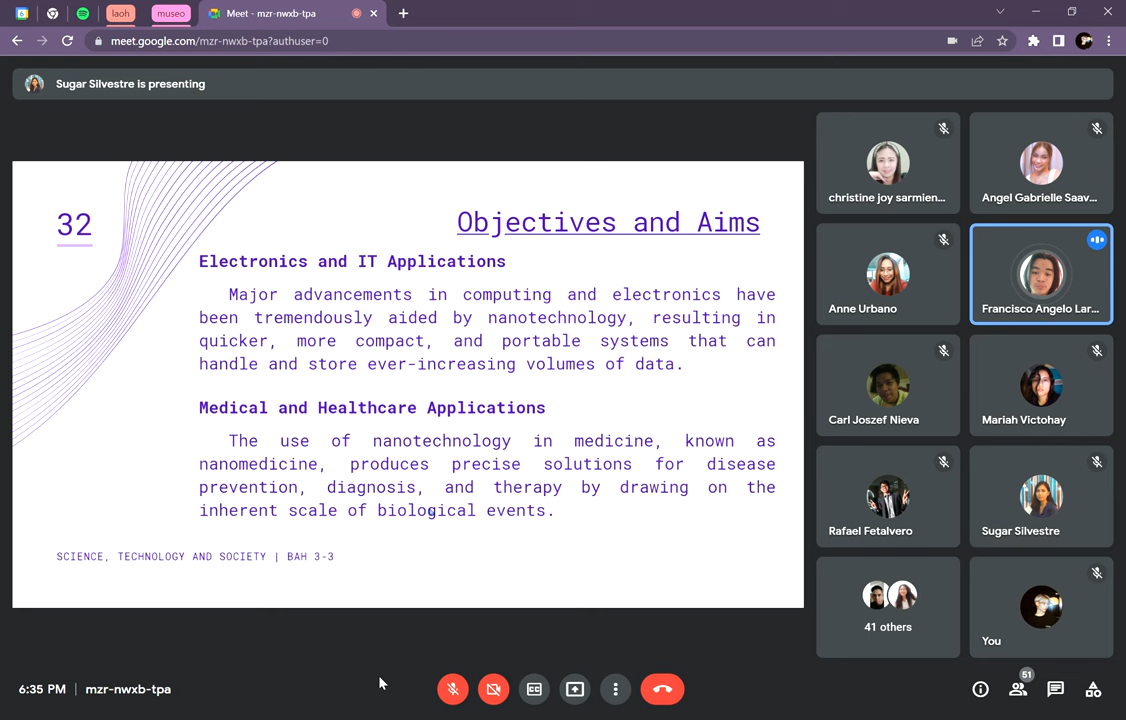 laoh
museo
Meet - mzr-nwxb-tpa
meet.google.com/mzr-nwxb-tpa?authuser=0
Sugar Silvestre is presenting
32
Objectives and Aims
Electronics and IT Applications
Major advancements in computing and electronics have
been tremendously aided by nanotechnology, resulting in
quicker, more compact, and portable systems that can
handle and store ever-increasing volumes of data.
Medical and Healthcare Applications
The use of nanotechnology in medicine, known as
nanomedicine, produces precise solutions for disease
prevention, diagnosis, and therapy by drawing on the
inherent scale of biological events.
SCIENCE, TECHNOLOGY AND SOCIETY | BAH 3-3
christine joy sarmien...
Angel Gabrielle Saav...
Anne Urbano
Francisco Angelo Lar...
Carl Joszef Nieva
Mariah Victohay
Rafael Fetalvero
Sugar Silvestre
41 others
You
6:35 PM | mzr-nwxb-tpa
CC
51